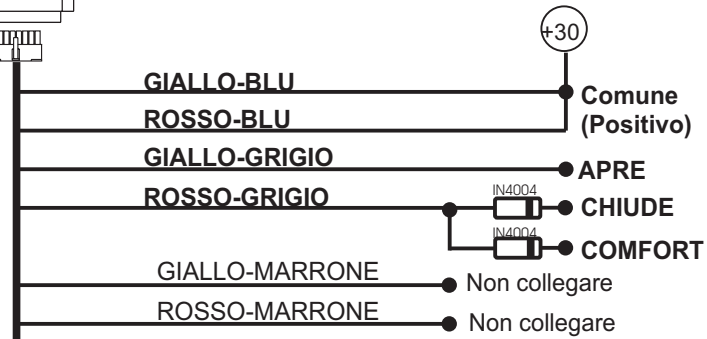 +30
GIALLO-BLU
Comune
(Positivo)
ROSSO-BLU
GIALLO-GRIGIO
APRE
ROSSO-GRIGIO
IN4004
CHIUDE
IN4004
COMFORT
GIALLO-MARRONE
Non collegare
ROSSO-MARRONE
Non collegare